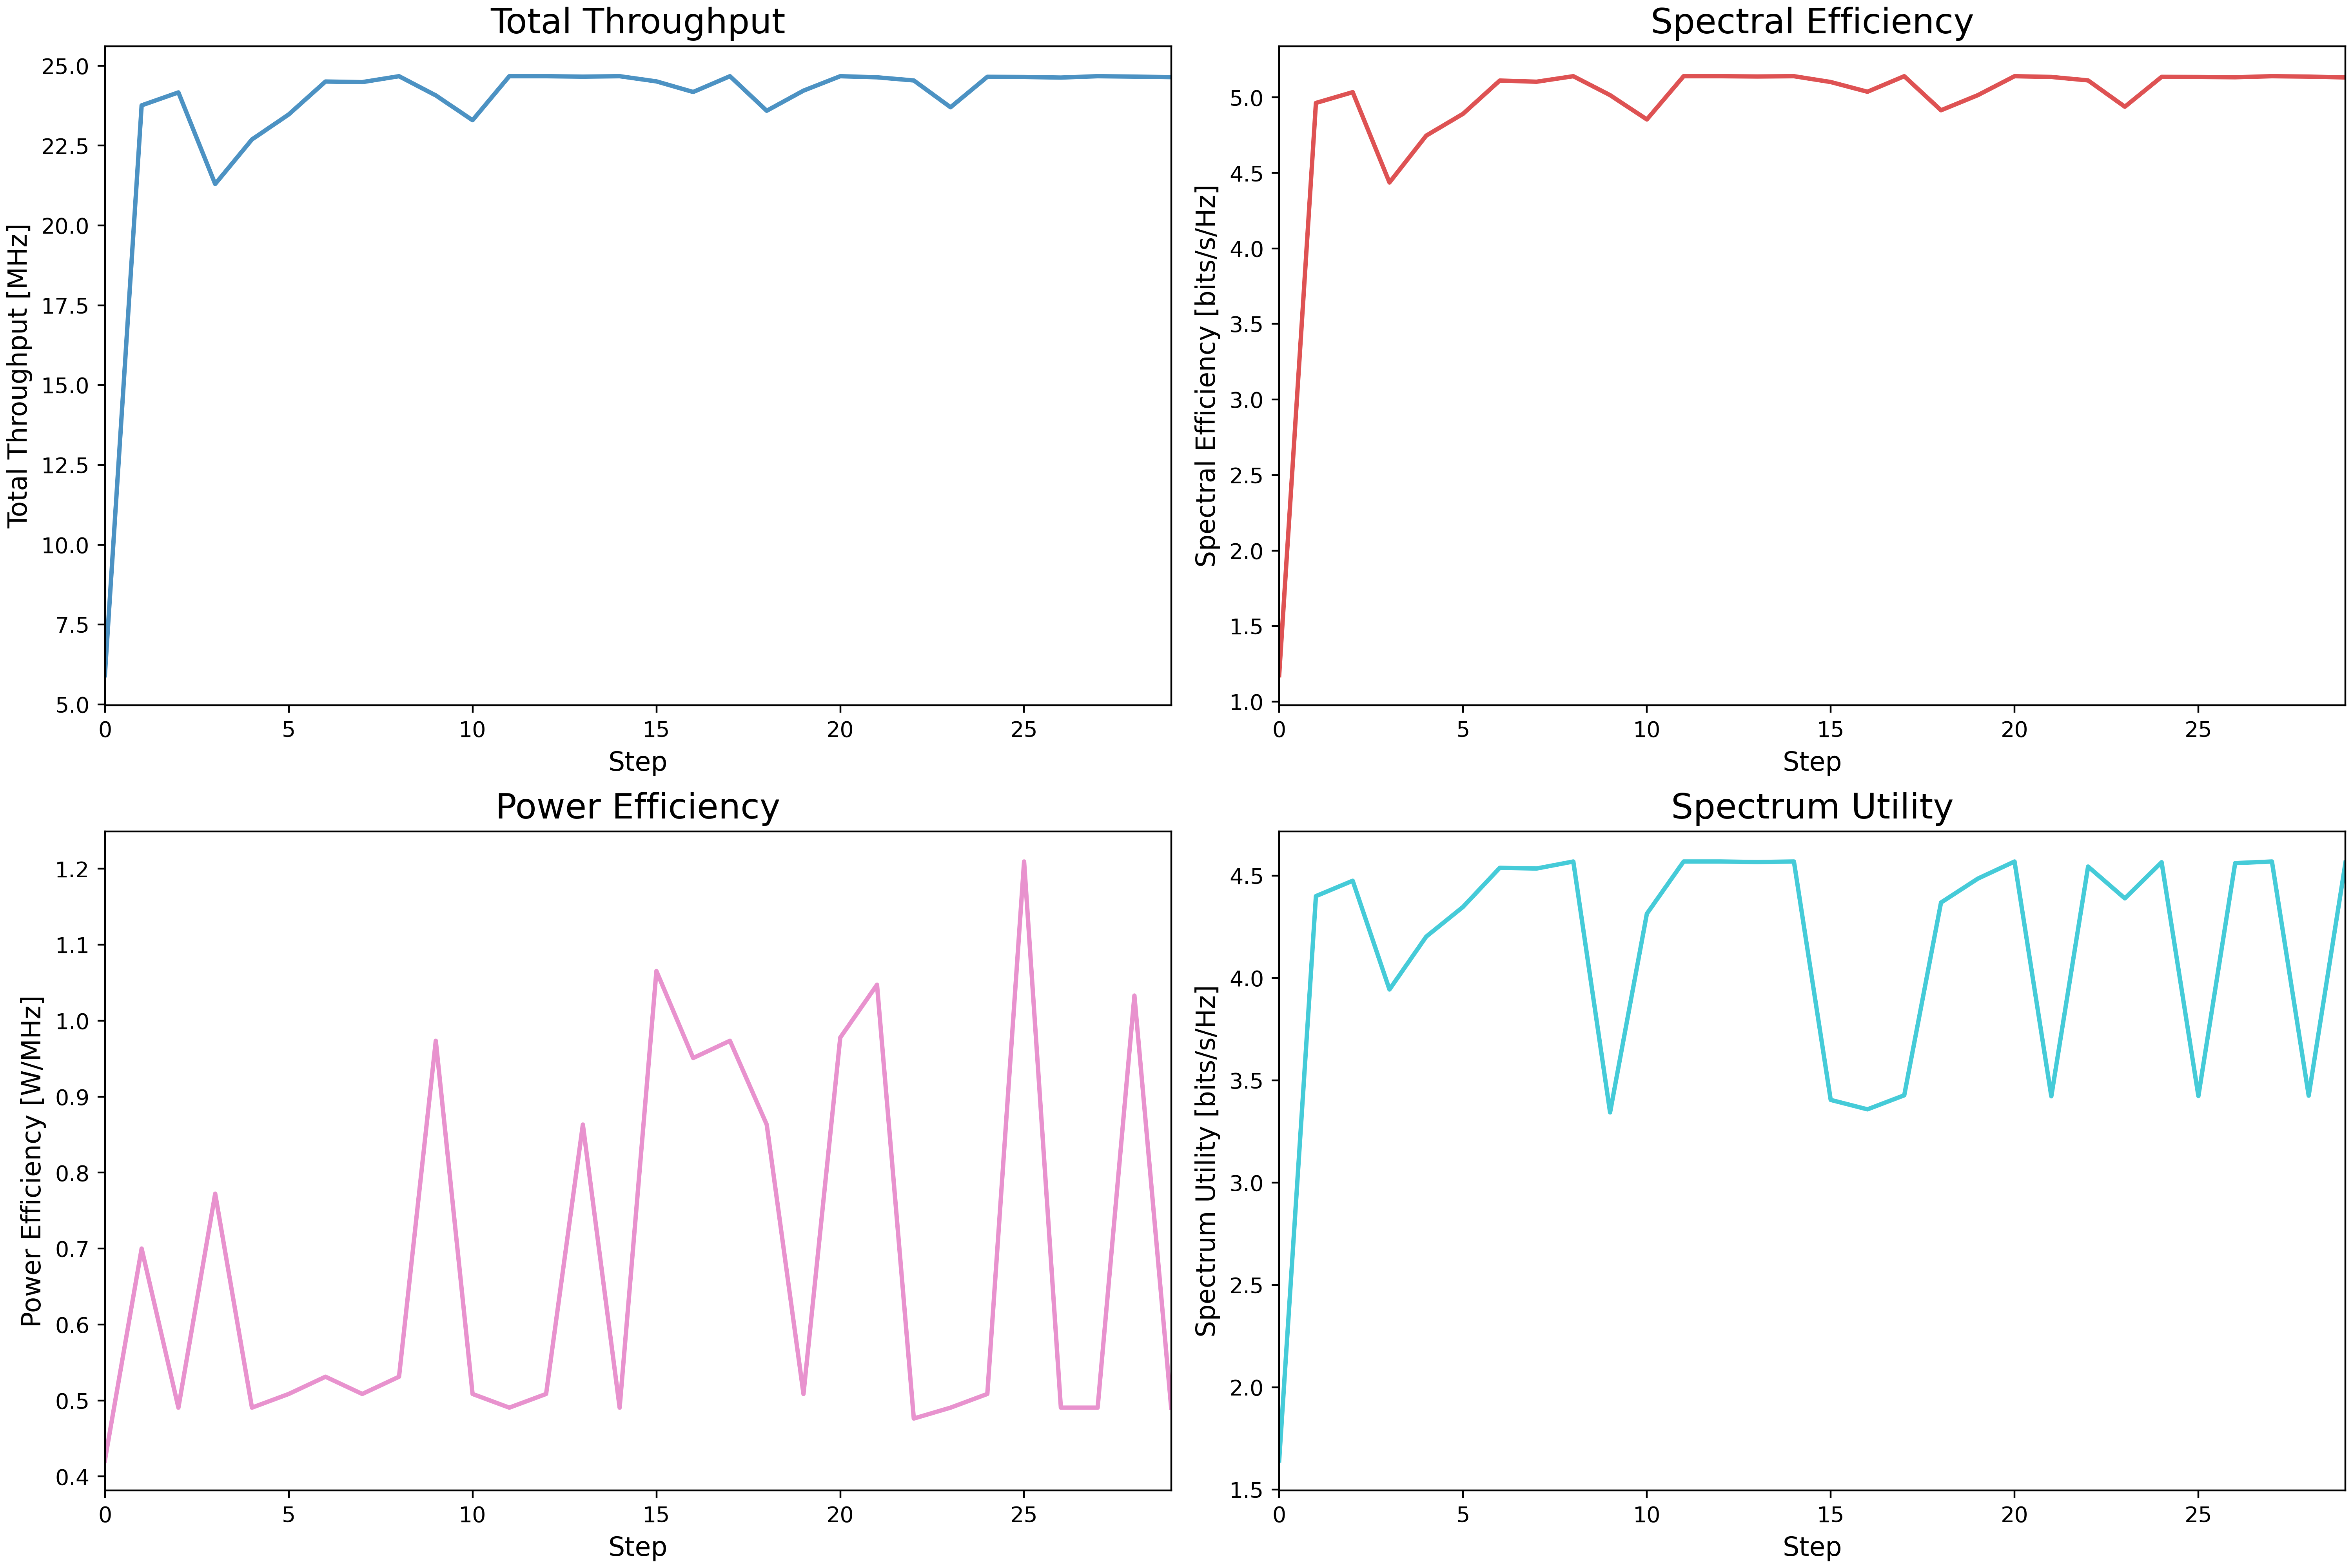 Total Throughput
Total Throughput [MHz]
25.0
22.5
20.0
17.5
15.0
12.5
10.0
7.5
5.0
0 5 10 15 20 25
Step
Spectral Efficiency
Spectral Efficiency [bits/s/Hz]
5.0
4.5
4.0
3.5
3.0
2.5
2.0
1.5
1.0
0 5 10 15 20 25
Step
Power Efficiency
Power Efficiency [W/MHz]
1.2
1.1
1.0
0.9
0.8
0.7
0.6
0.5
0.4
0 5 10 15 20 25
Step
Spectrum Utility
Spectrum Utility [bits/s/Hz]
4.5
4.0
3.5
3.0
2.5
2.0
1.5
0 5 10 15 20 25
Step